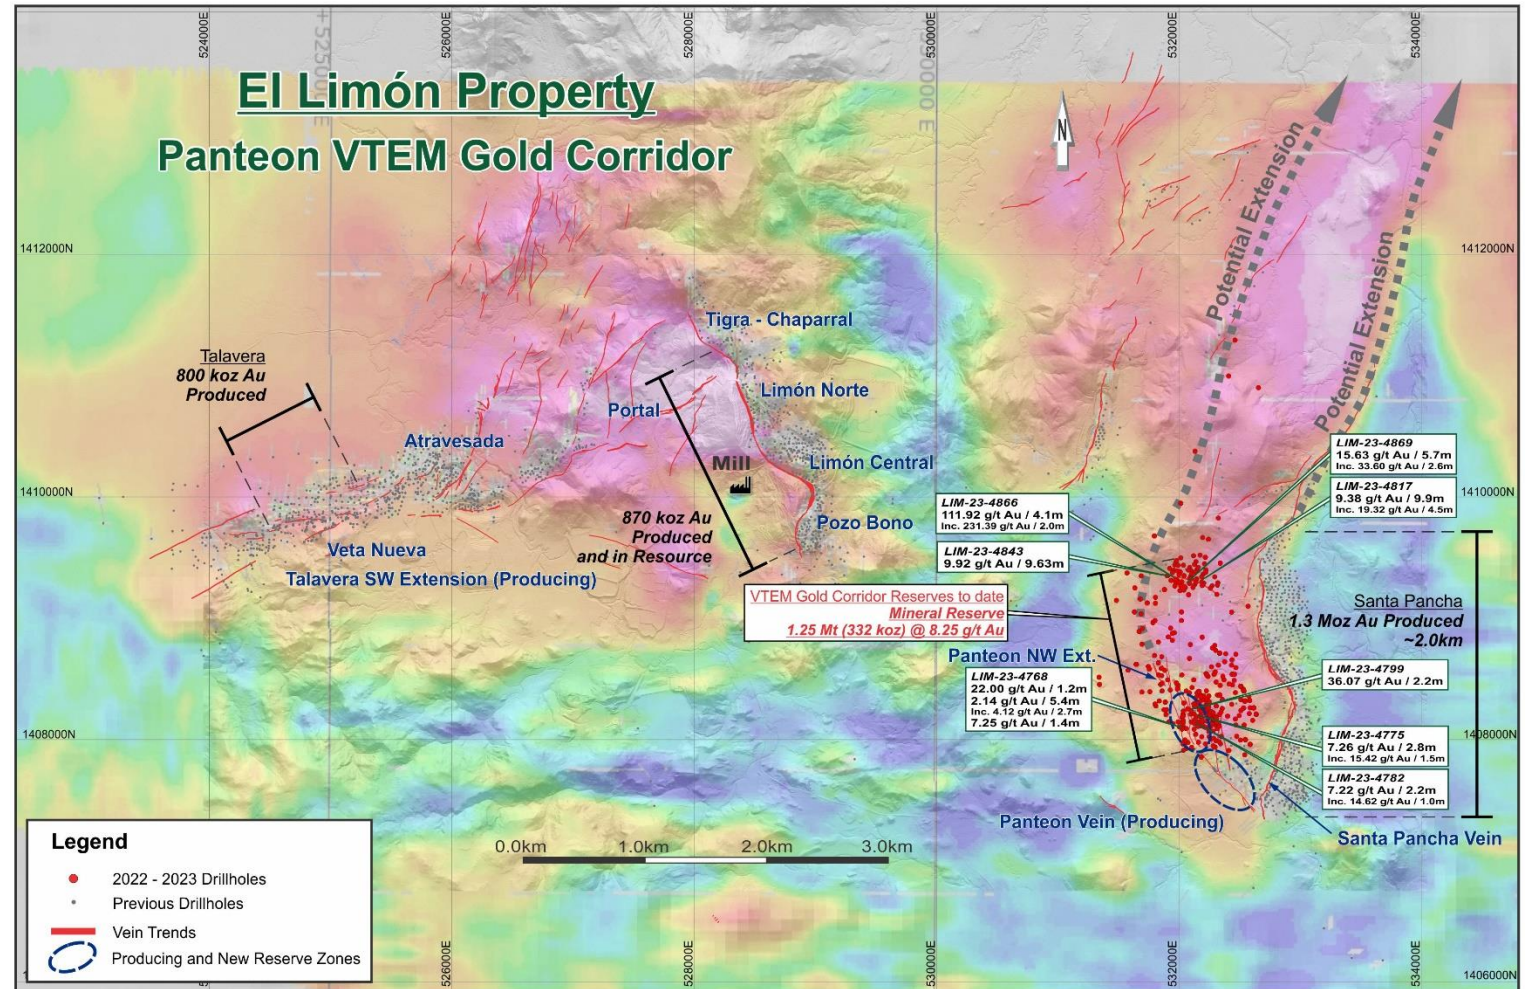 524000E
+525000 E
526000E
528000E
530000E
530000 E
532000E
534000E
El Limón Property
Panteon VTEM Gold Corridor
N
Potential Extension
Potential Extension
1412000N
1412000N
Tigra - Chaparral
Talavera
800 koz Au
Produced
Limón Norte
Portal
Atravesada
Mill
Limón Central
LIM-23-4869
15.63 g/t Au / 5.7m
Inc. 33.60 g/t Au / 2.6m
1410000N
1410000N
LIM-23-4817
9.38 g/t Au / 9.9m
Inc. 19.32 g/t Au / 4.5m
LIM-23-4866
111.92 g/t Au / 4.1m
Inc. 231.39 g/t Au / 2.0m
870 koz Au
Produced
and in Resource
Pozo Bono
Veta Nueva
LIM-23-4843
9.92 g/t Au / 9.63m
Talavera SW Extension (Producing)
VTEM Gold Corridor Reserves to date
Mineral Reserve
1.25 Mt (332 koz) @ 8.25 g/t Au
Santa Pancha
1.3 Moz Au Produced
~2.0km
Panteon NW Ext.
LIM-23-4768
22.00 g/t Au / 1.2m
2.14 g/t Au / 5.4m
Inc. 4.12 g/t Au / 2.7m
7.25 g/t Au / 1.4m
LIM-23-4799
36.07 g/t Au / 2.2m
1408000N
1408000N
LIM-23-4775
7.26 g/t Au / 2.8m
Inc. 15.42 g/t Au / 1.5m
LIM-23-4782
7.22 g/t Au / 2.2m
Inc. 14.62 g/t Au / 1.0m
Panteon Vein (Producing)
Santa Pancha Vein
0.0km
1.0km
2.0km
3.0km
Legend
2022 - 2023 Drillholes
Previous Drillholes
Vein Trends
Producing and New Reserve Zones
526000E
528000E
530000E
532000E
534000E
1406000N